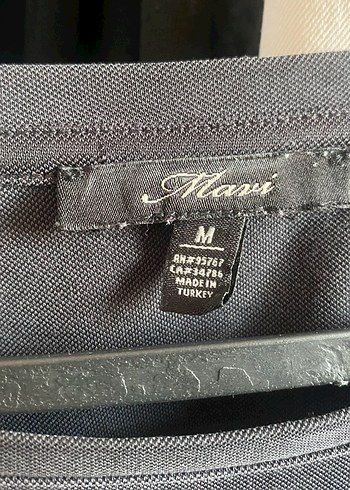 Mavi
M
RN#95767
CA#34786
MADE IN
TURKEY